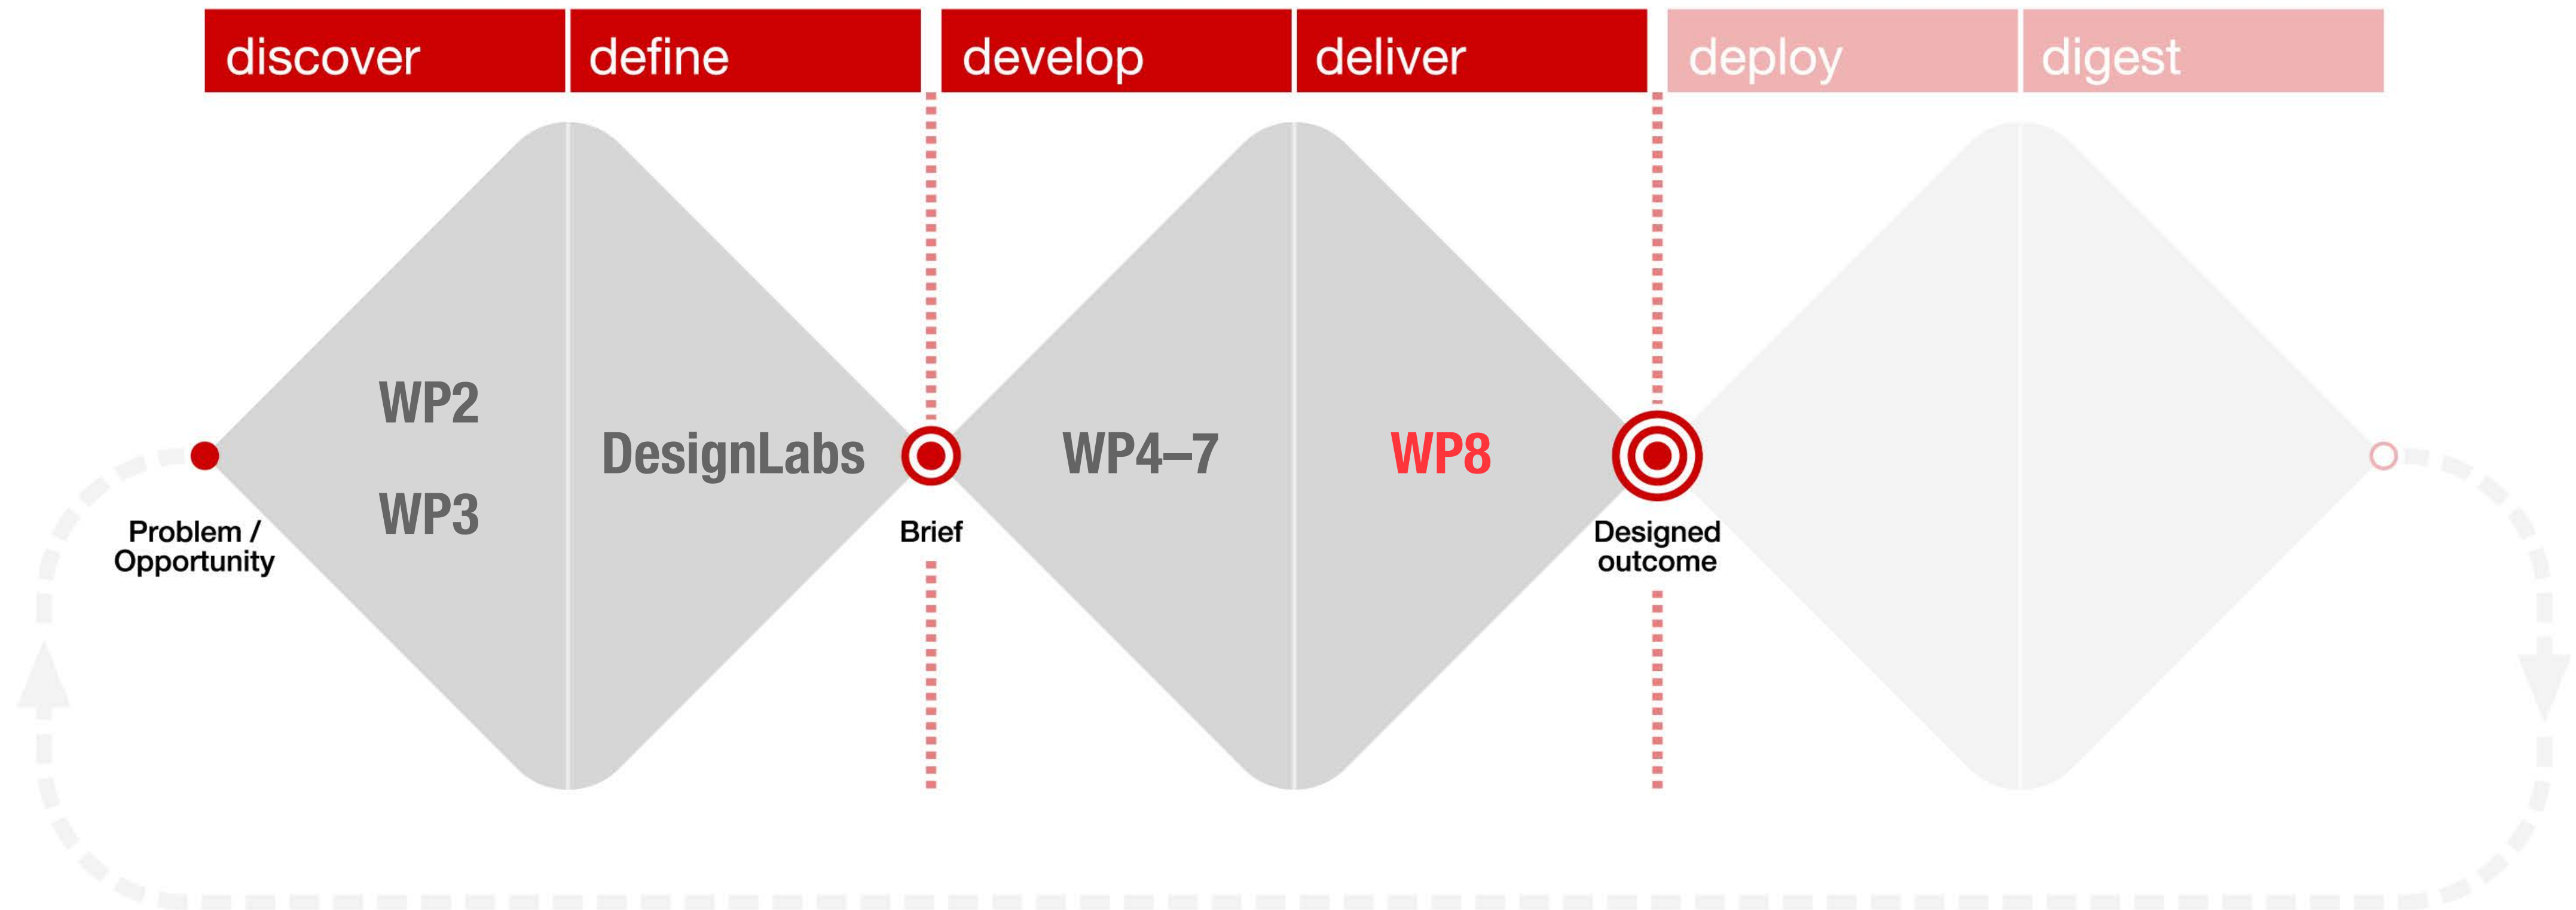 discover
define
develop
deliver
deploy
digest
WP2
WP3
DesignLabs
WP4–7
WP8
Problem /
Opportunity
Brief
Designed
outcome